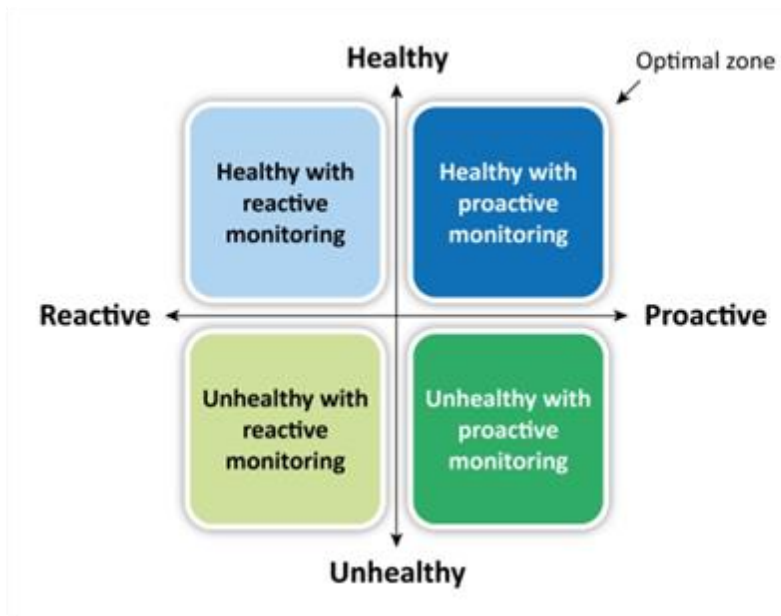 Healthy
Optimal zone
Healthy with
reactive
monitoring
Healthy with
proactive
monitoring
Reactive
Proactive
Unhealthy with
reactive
monitoring
Unhealthy with
proactive
monitoring
Unhealthy